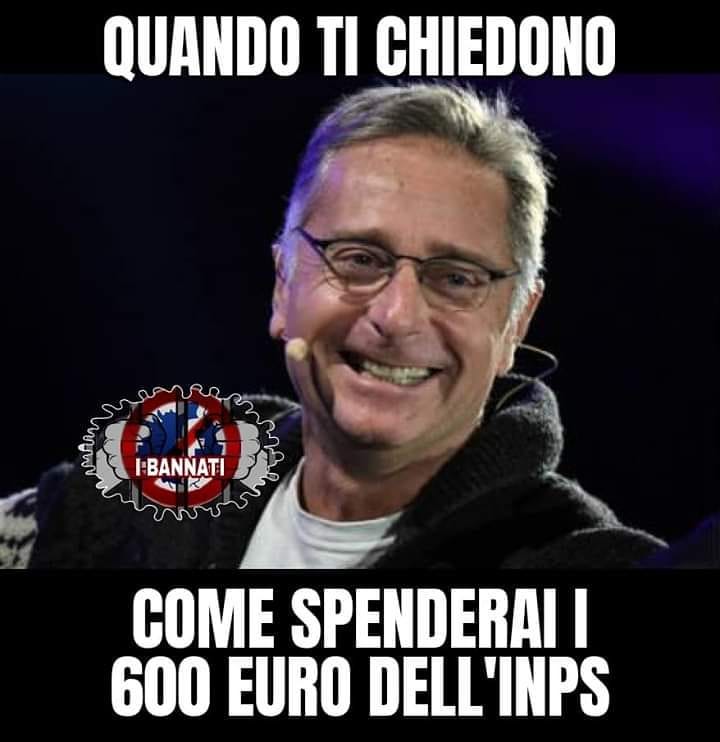 QUANDO TI CHIEDONO
I BANNATI
COME SPENDERAI I
600 EURO DELL'INPS